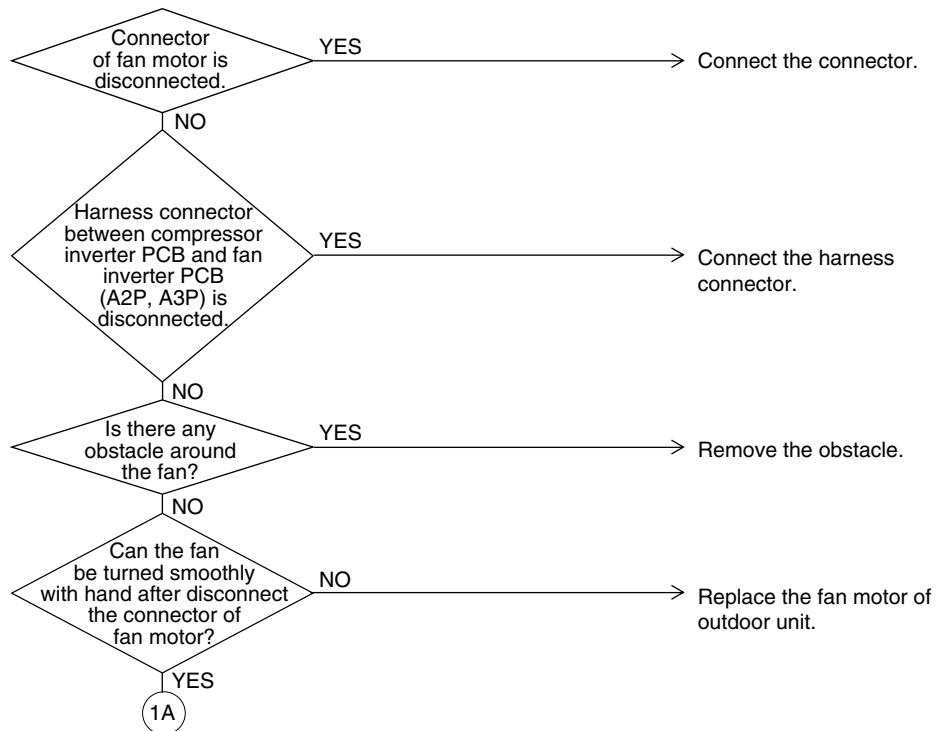 Connector
of fan motor is
disconnected.
YES
Connect the connector.
NO
Harness connector
between compressor
inverter PCB and fan
inverter PCB
(A2P, A3P) is
disconnected.
YES
Connect the harness
connector.
NO
Is there any
obstacle around
the fan?
YES
Remove the obstacle.
NO
Can the fan
be turned smoothly
with hand after disconnect
the connector of
fan motor?
NO
Replace the fan motor of
outdoor unit.
YES
1A